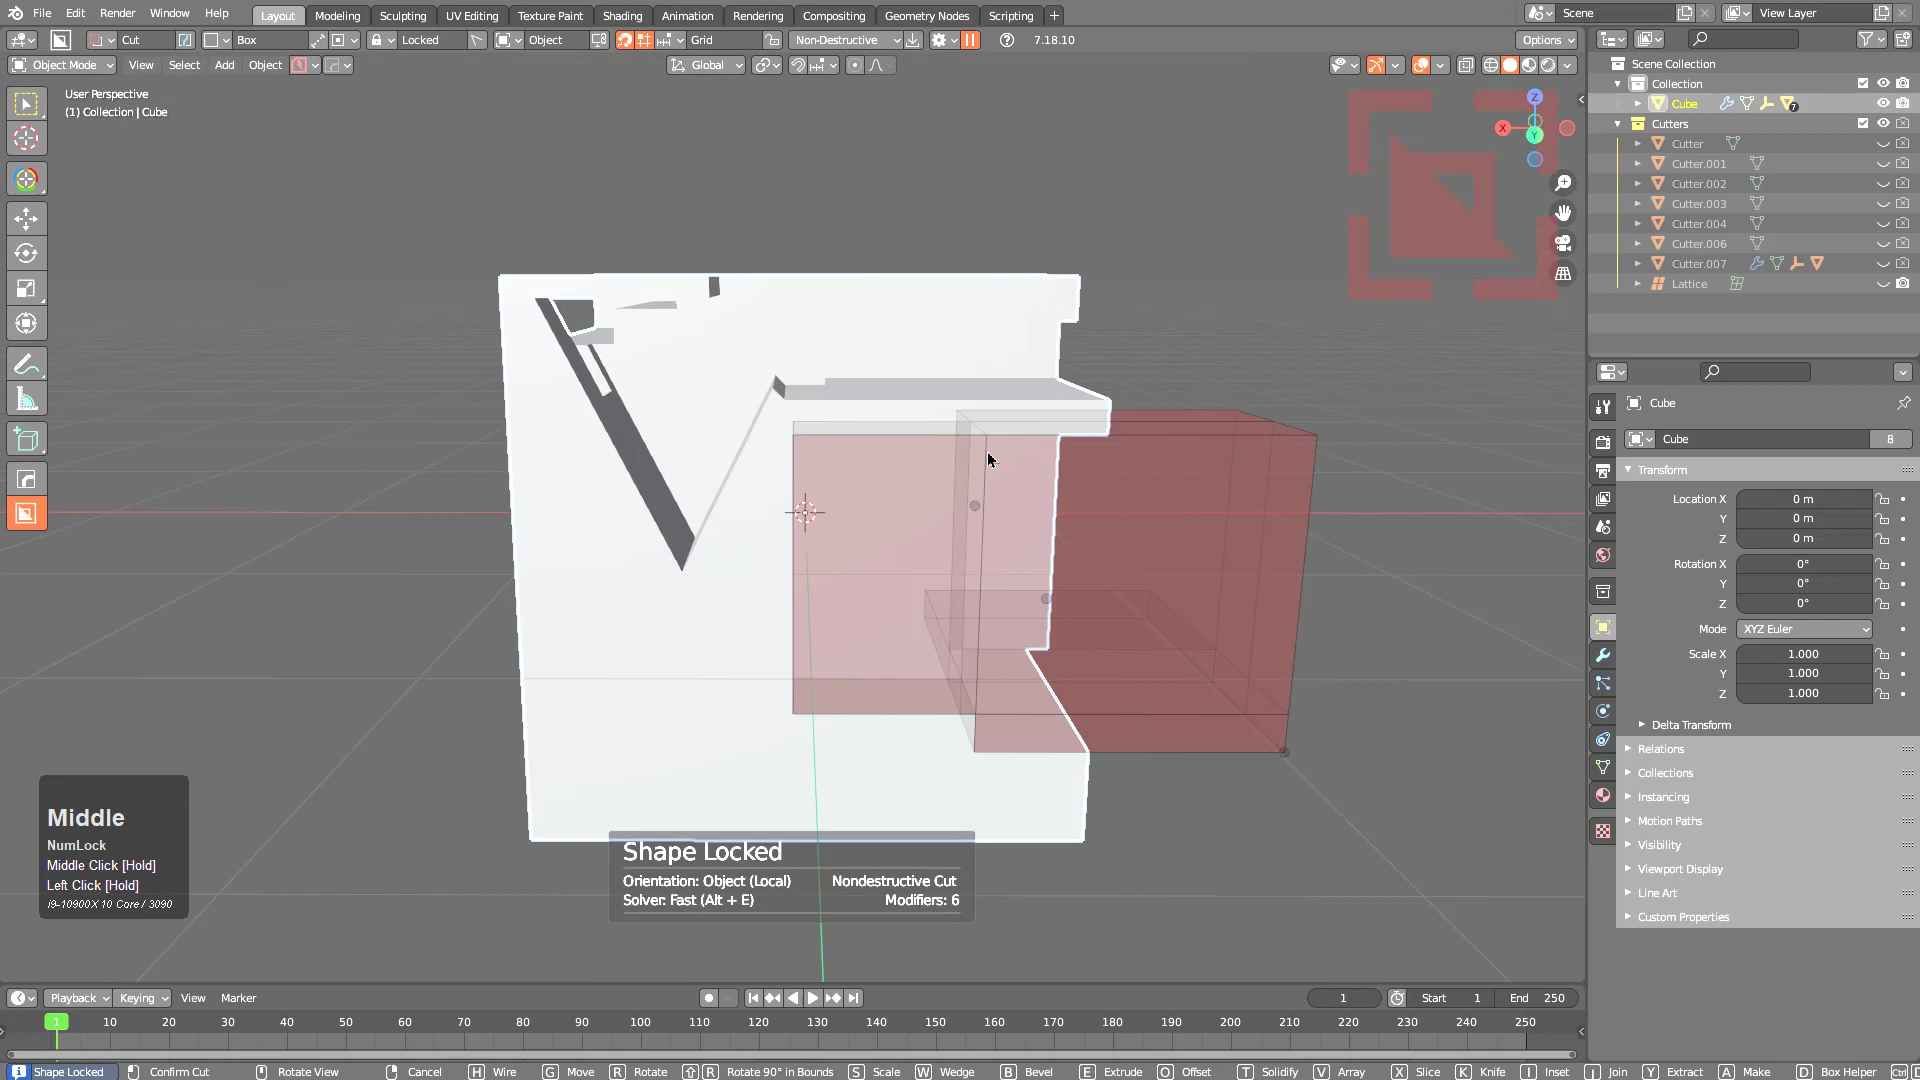 File Edit Render Window Help Layout Modeling Sculpting UV Editing Texture Paint Shading Animation Rendering Compositing Geometry Nodes Scripting + Scene View Layer
Cut Box Locked Object Grid Non-Destructive 7.18.10 Options
Object Mode View Select Add Object Global
User Perspective
(1) Collection | Cube
Z
X
Y
Scene Collection
Collection
Cube 7
Cutters
Cutter
Cutter.001
Cutter.002
Cutter.003
Cutter.004
Cutter.006
Cutter.007
Lattice
Cube
Cube 8
Transform
Location X 0 m
Y 0 m
Z 0 m
Rotation X 0°
Y 0°
Z 0°
Mode XYZ Euler
Scale X 1.000
Y 1.000
Z 1.000
Delta Transform
Relations
Collections
Instancing
Motion Paths
Visibility
Viewport Display
Line Art
Custom Properties
Middle
NumLock
Middle Click [Hold]
Left Click [Hold]
i9-10900X 10 Core / 3090
Shape Locked
Orientation: Object (Local) Nondestructive Cut
Solver: Fast (Alt + E) Modifiers: 6
Playback Keying View Marker 1 Start 1 End 250
1 10 20 30 40 50 60 70 80 90 100 110 120 130 140 150 160 170 180 190 200 210 220 230 240 250
Shape Locked Confirm Cut Rotate View Cancel H Wire G Move R Rotate R Rotate 90° in Bounds S Scale W Wedge B Bevel E Extrude O Offset T Solidify V Array X Slice K Knife I Inset J Join Y Extract A Make D Box Helper Ctrl